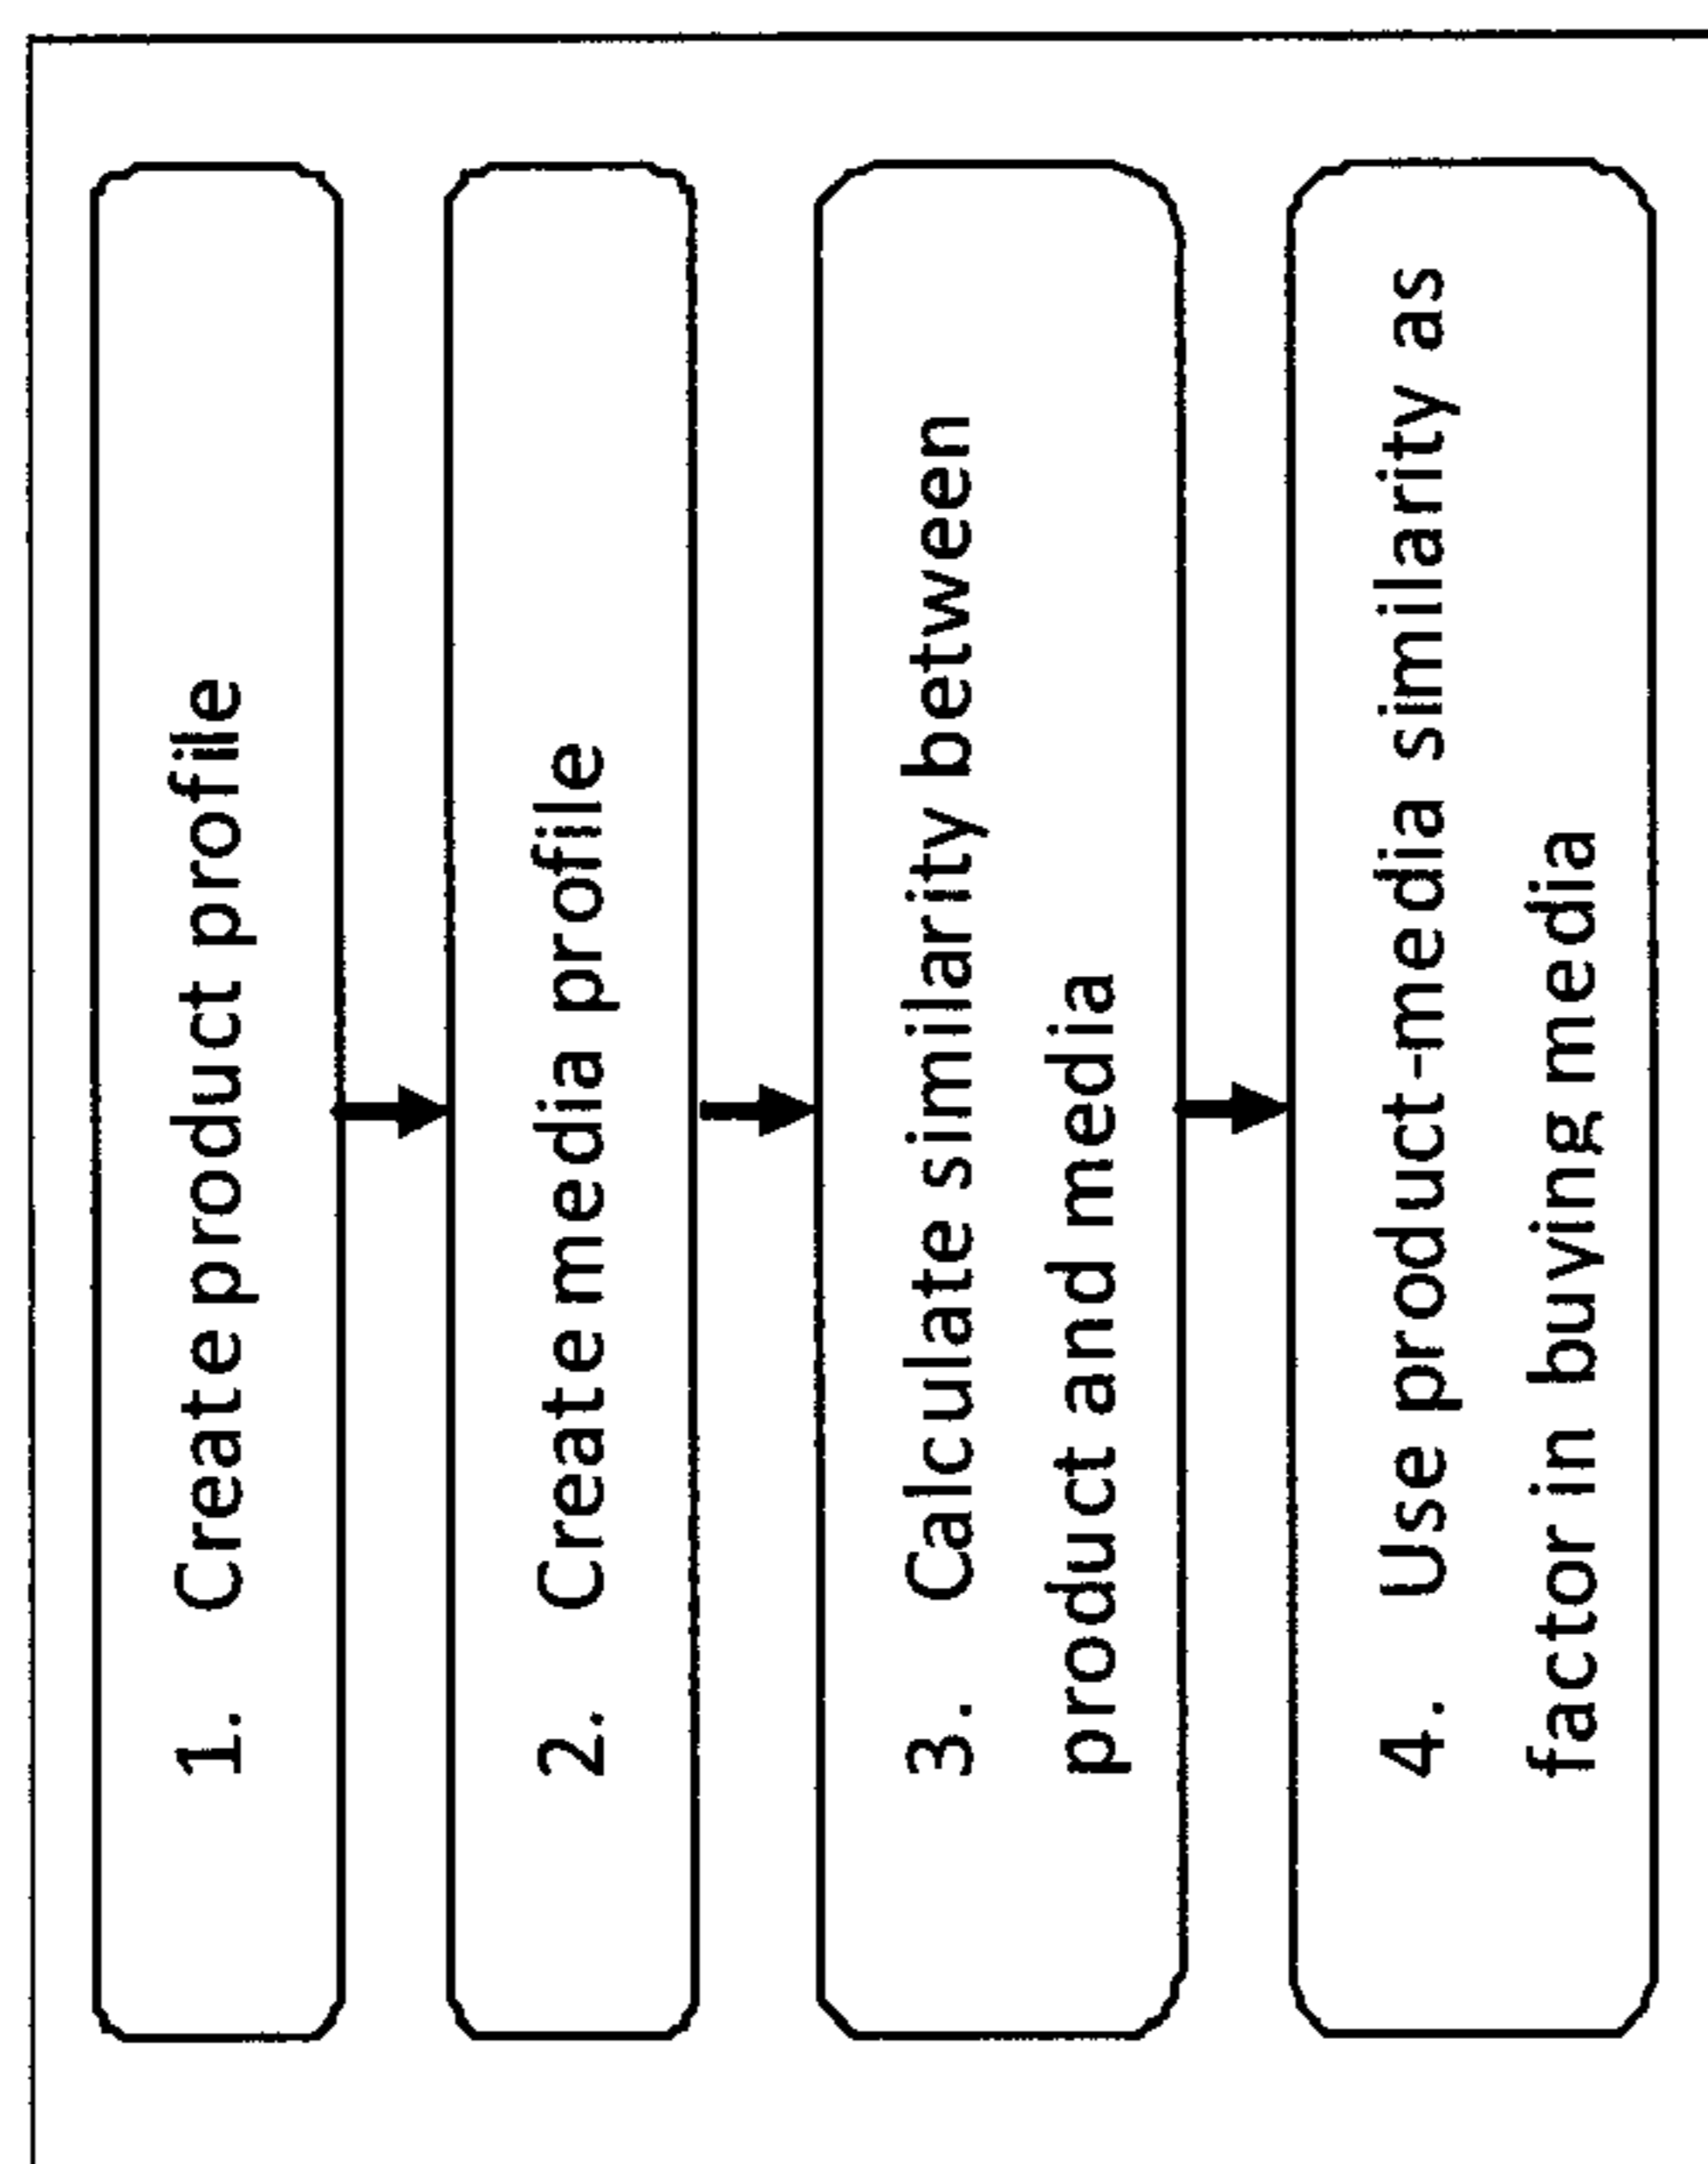 1. Create product profile
2. Create media profile
3. Calculate similarity between
product and media
4. Use product-media similarity as
factor in buying media